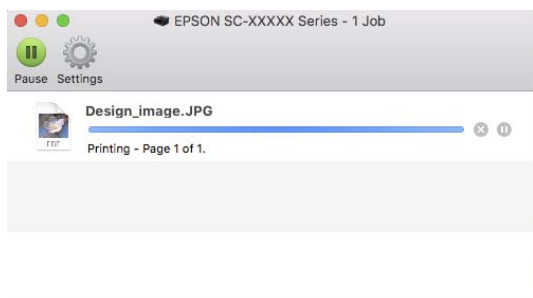 EPSON SC-XXXXX Series - 1 Job
Pause Settings
Design_image.JPG
Printing - Page 1 of 1.